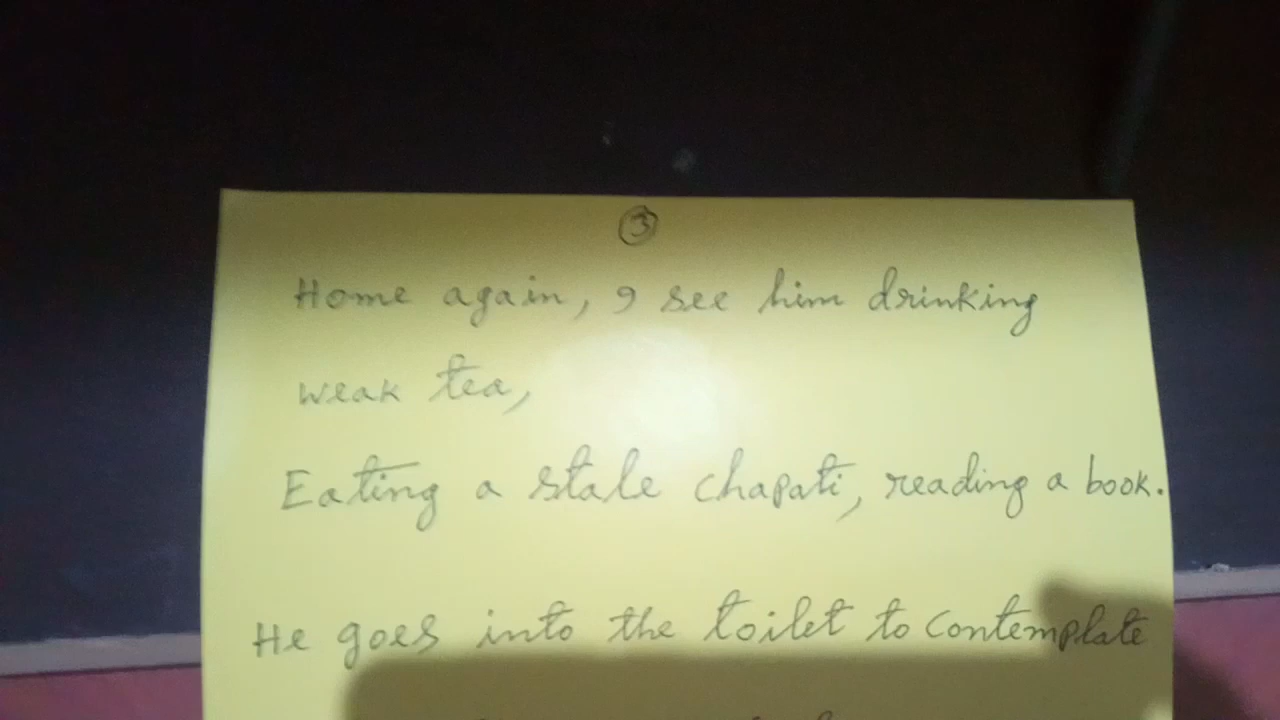 3
Home again, I see him drinking
weak tea,
Eating a stale chapati, reading a book.
He goes into the toilet to contemplate